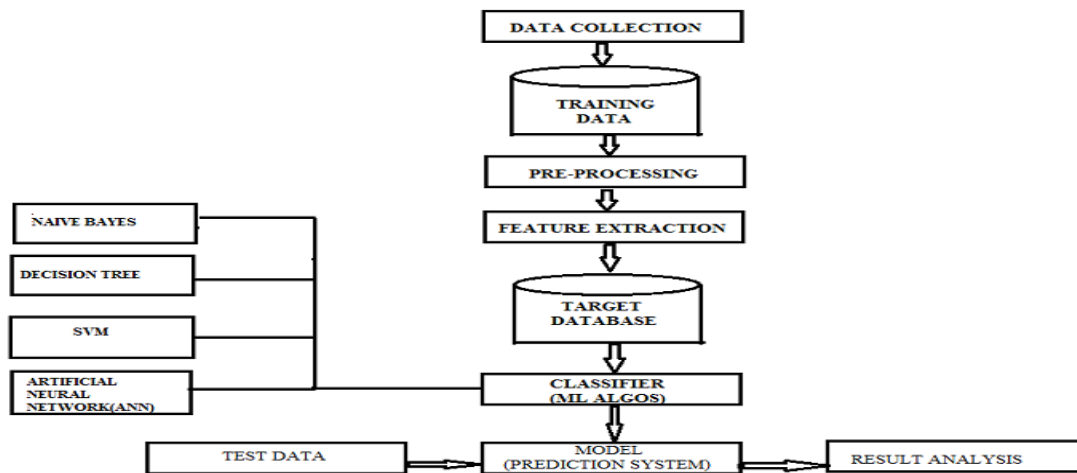 DATA COLLECTION
TRAINING
DATA
PRE-PROCESSING
FEATURE EXTRACTION
TARGET
DATABASE
NAIVE BAYES
DECISION TREE
SVM
ARTIFICIAL
NEURAL
NETWORK(ANN)
CLASSIFIER
(ML ALGOS)
TEST DATA
MODEL
(PREDICTION SYSTEM)
RESULT ANALYSIS